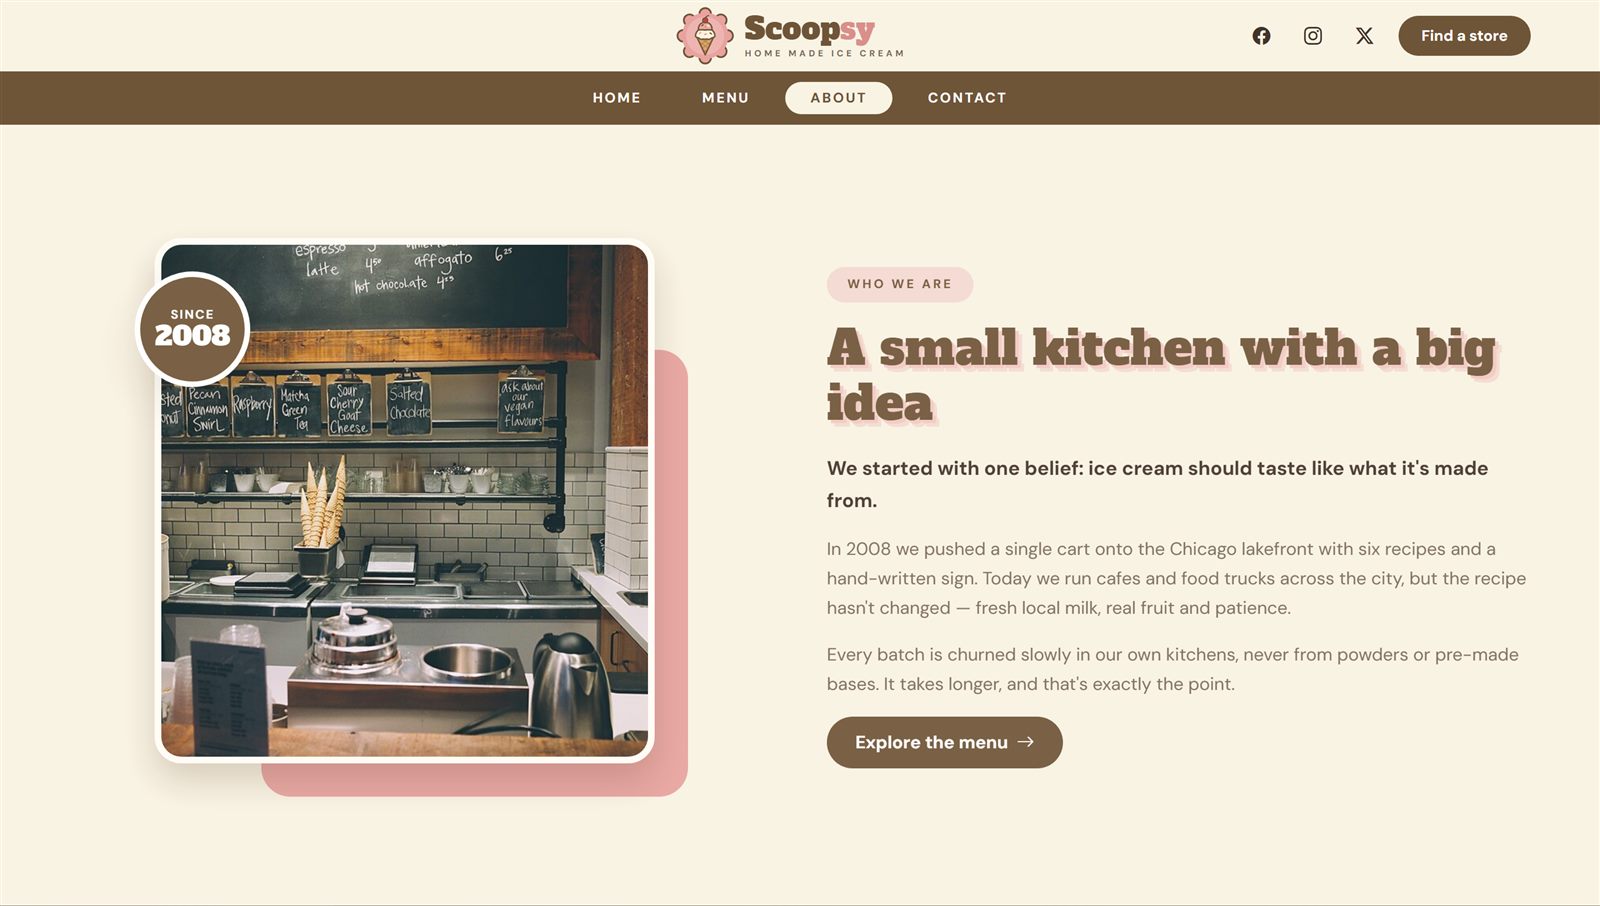 Scoopsy
HOME MADE ICE CREAM
Find a store
HOME
MENU
ABOUT
CONTACT
espresso
latte 4⁵⁰
affogato 6²⁵
hot chocolate
SINCE
2008
Pecan
Cinnamon
Swirl
Raspberry
Matcha
Green
Tea
Sour
Cherry
Goat
Cheese
Salted
Chocolate
ask about
our
vegan
flavours
WHO WE ARE
A small kitchen with a big
idea
We started with one belief: ice cream should taste like what it's made
from.
In 2008 we pushed a single cart onto the Chicago lakefront with six recipes and a
hand-written sign. Today we run cafes and food trucks across the city, but the recipe
hasn't changed — fresh local milk, real fruit and patience.
Every batch is churned slowly in our own kitchens, never from powders or pre-made
bases. It takes longer, and that's exactly the point.
Explore the menu →